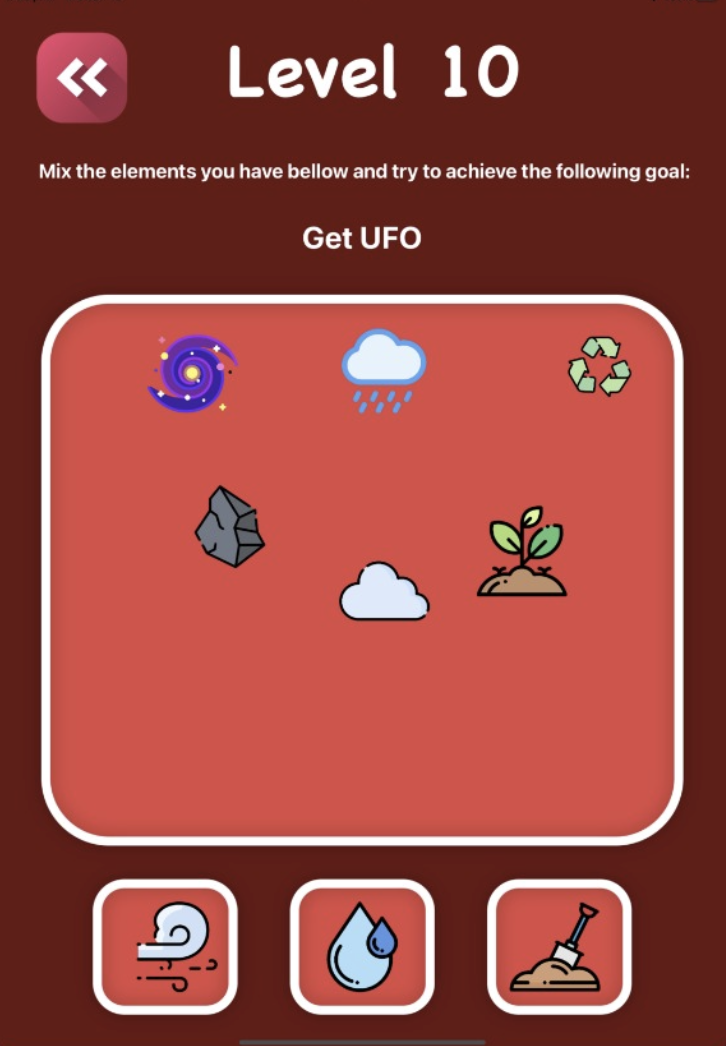 Level 10
Mix the elements you have bellow and try to achieve the following goal:
Get UFO